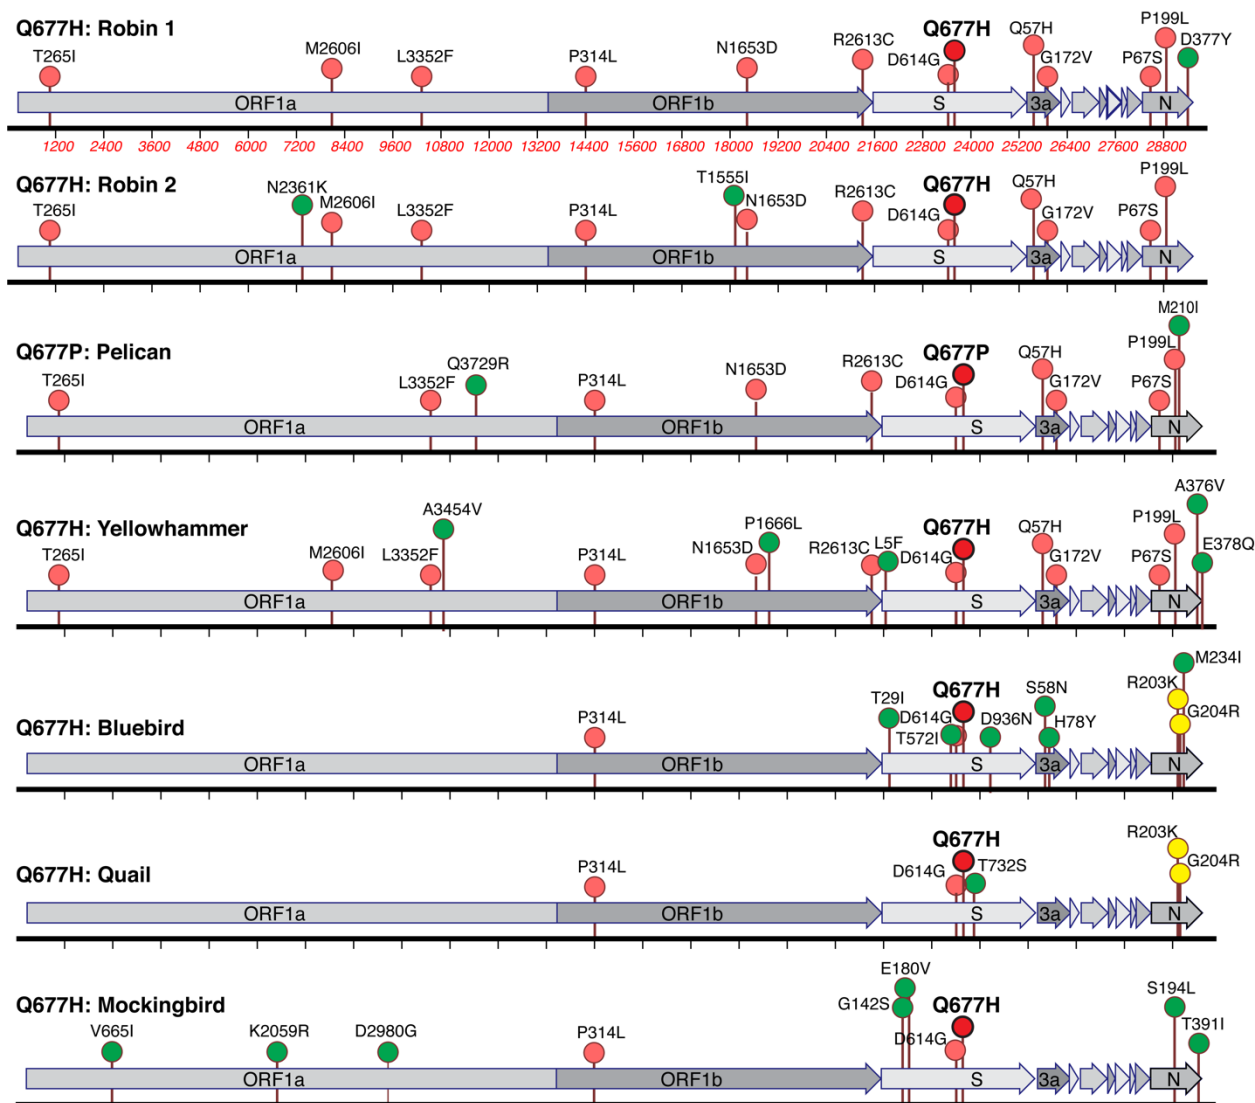 Q677H: Robin 1
T265I M2606I L3352F P314L N1653D R2613C D614G Q677H Q57H G172V P67S P199L D377Y
ORF1a ORF1b S 3a N
1200 2400 3600 4800 6000 7200 8400 9600 10800 12000 13200 14400 15600 16800 18000 19200 20400 21600 22800 24000 25200 26400 27600 28800
Q677H: Robin 2
T265I N2361K M2606I L3352F P314L T1555I N1653D R2613C D614G Q677H Q57H G172V P67S P199L
ORF1a ORF1b S 3a N
Q677P: Pelican
T265I L3352F Q3729R P314L N1653D R2613C D614G Q677P Q57H G172V P67S P199L M210I
ORF1a ORF1b S 3a N
Q677H: Yellowhammer
T265I M2606I L3352F A3454V P314L N1653D P1666L R2613C L5F D614G Q677H Q57H G172V P67S P199L A376V E378Q
ORF1a ORF1b S 3a N
Q677H: Bluebird
P314L T29I D614G T572I Q677H D936N S58N H78Y R203K G204R M234I
ORF1a ORF1b S 3a N
Q677H: Quail
P314L D614G Q677H T732S R203K G204R
ORF1a ORF1b S 3a N
Q677H: Mockingbird
V665I K2059R D2980G P314L G142S E180V D614G Q677H S194L T391I
ORF1a ORF1b S 3a N